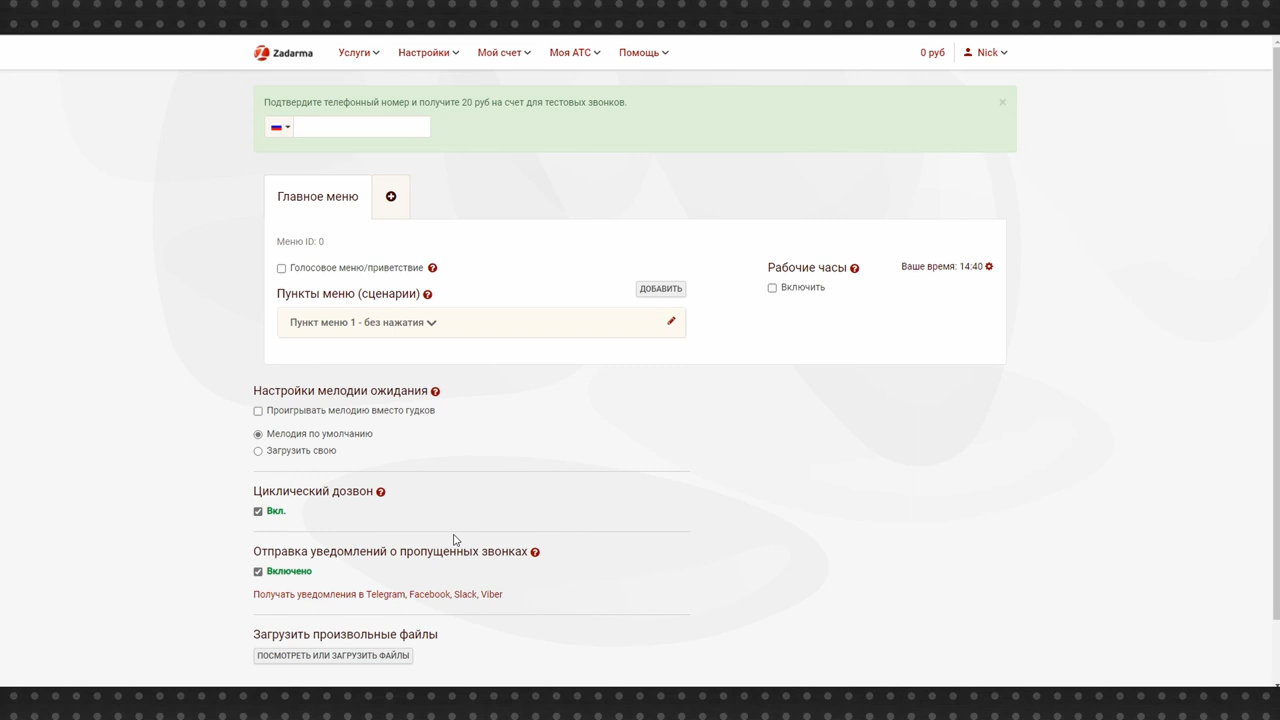 Zadarma Услуги Настройки Мой счет Моя АТС Помощь 0 руб Nick
Подтвердите телефонный номер и получите 20 руб на счет для тестовых звонков. ×
Главное меню
Меню ID: 0
Голосовое меню/приветствие ?
Рабочие часы ? Ваше время: 14:40
Включить
Пункты меню (сценарии) ? ДОБАВИТЬ
Пункт меню 1 - без нажатия
Настройки мелодии ожидания ?
Проигрывать мелодию вместо гудков
Мелодия по умолчанию
Загрузить свою
Циклический дозвон ?
Вкл.
Отправка уведомлений о пропущенных звонках ?
Включено
Получать уведомления в Telegram, Facebook, Slack, Viber
Загрузить произвольные файлы
ПОСМОТРЕТЬ ИЛИ ЗАГРУЗИТЬ ФАЙЛЫ